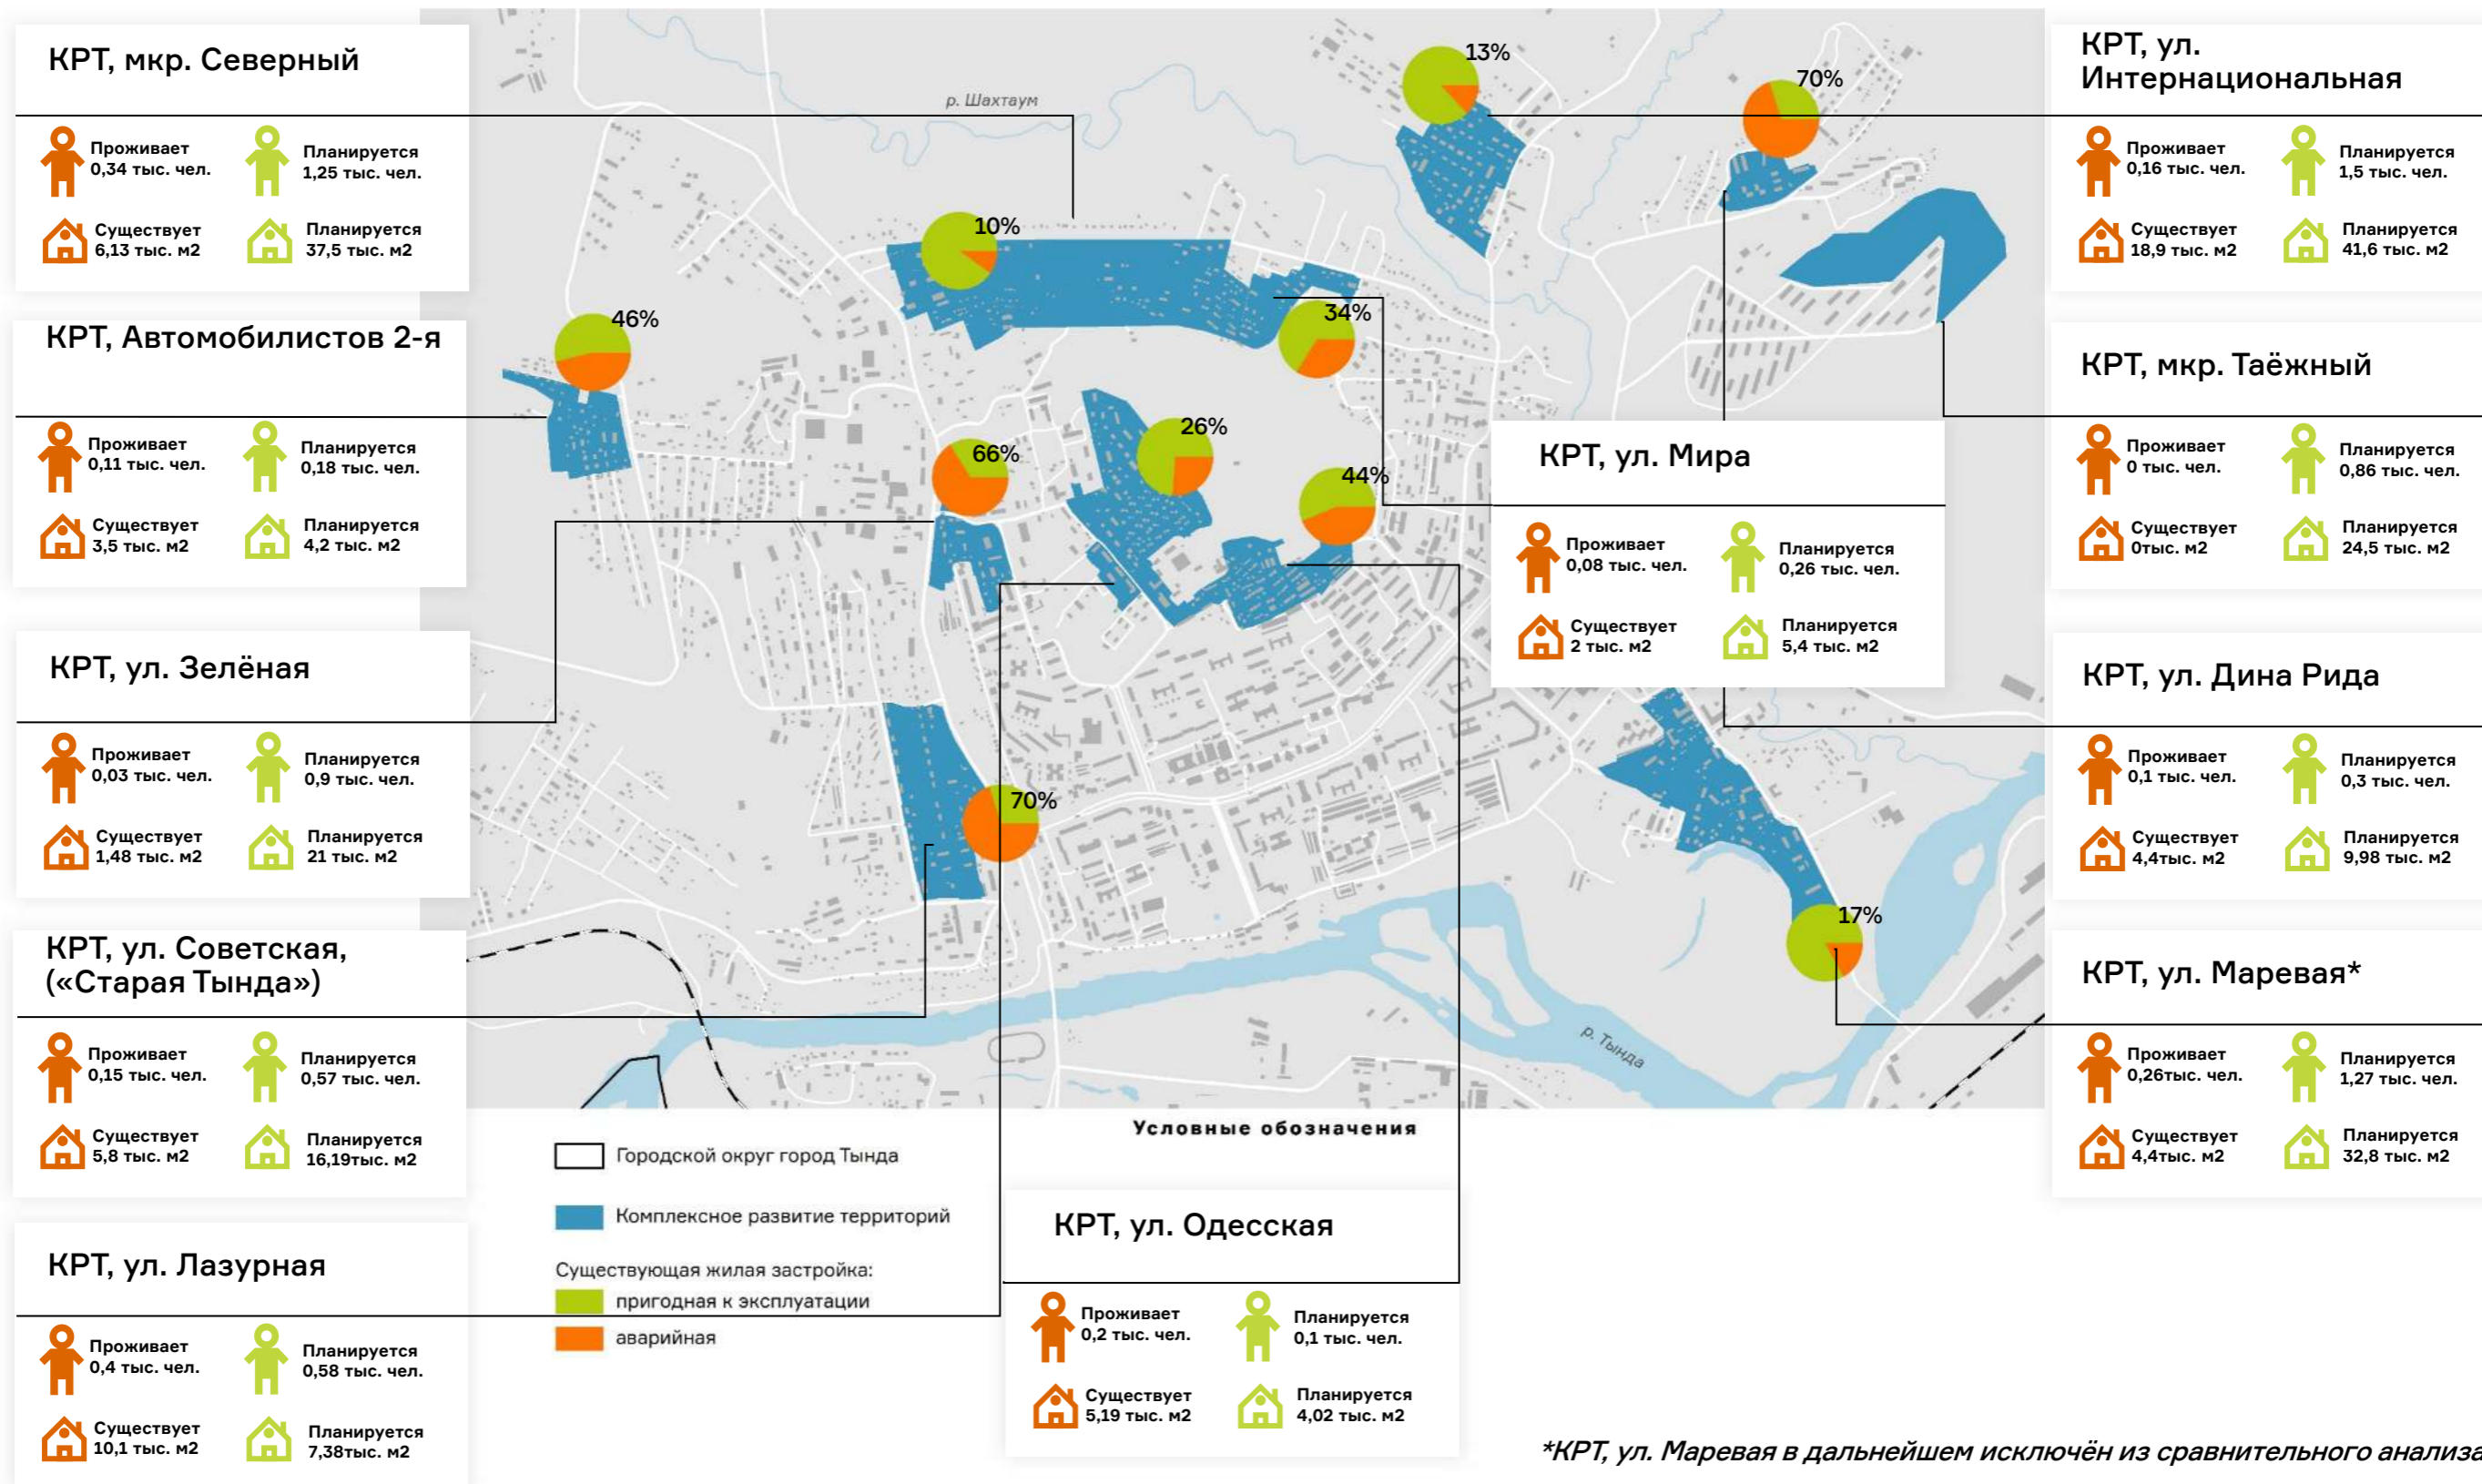 КРТ, мкр. Северный
Проживает
0,34 тыс. чел.
Планируется
1,25 тыс. чел.
Существует
6,13 тыс. м2
Планируется
37,5 тыс. м2
КРТ, Автомобилистов 2-я
Проживает
0,11 тыс. чел.
Планируется
0,18 тыс. чел.
Существует
3,5 тыс. м2
Планируется
4,2 тыс. м2
КРТ, ул. Зелёная
Проживает
0,03 тыс. чел.
Планируется
0,9 тыс. чел.
Существует
1,48 тыс. м2
Планируется
21 тыс. м2
КРТ, ул. Советская,
(«Старая Тында»)
Проживает
0,15 тыс. чел.
Планируется
0,57 тыс. чел.
Существует
5,8 тыс. м2
Планируется
16,19тыс. м2
КРТ, ул. Лазурная
Проживает
0,4 тыс. чел.
Планируется
0,58 тыс. чел.
Существует
10,1 тыс. м2
Планируется
7,38тыс. м2
р. Шахтаум
13%
70%
10%
46%
34%
26%
66%
44%
70%
17%
р. Тында
КРТ, ул. Мира
Проживает
0,08 тыс. чел.
Планируется
0,26 тыс. чел.
Существует
2 тыс. м2
Планируется
5,4 тыс. м2
Условные обозначения
Городской округ город Тында
Комплексное развитие территорий
Существующая жилая застройка:
пригодная к эксплуатации
аварийная
КРТ, ул. Одесская
Проживает
0,2 тыс. чел.
Планируется
0,1 тыс. чел.
Существует
5,19 тыс. м2
Планируется
4,02 тыс. м2
КРТ, ул.
Интернациональная
Проживает
0,16 тыс. чел.
Планируется
1,5 тыс. чел.
Существует
18,9 тыс. м2
Планируется
41,6 тыс. м2
КРТ, мкр. Таёжный
Проживает
0 тыс. чел.
Планируется
0,86 тыс. чел.
Существует
0тыс. м2
Планируется
24,5 тыс. м2
КРТ, ул. Дина Рида
Проживает
0,1 тыс. чел.
Планируется
0,3 тыс. чел.
Существует
4,4тыс. м2
Планируется
9,98 тыс. м2
КРТ, ул. Маревая*
Проживает
0,26тыс. чел.
Планируется
1,27 тыс. чел.
Существует
4,4тыс. м2
Планируется
32,8 тыс. м2
*КРТ, ул. Маревая в дальнейшем исключён из сравнительного анализа